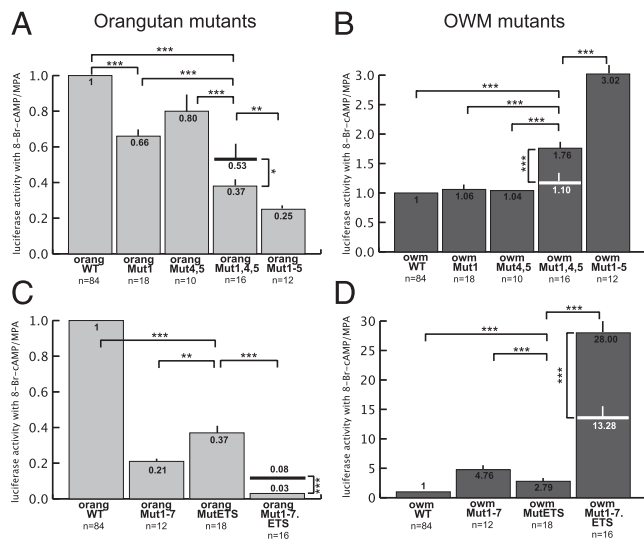 Orangutan mutants
OWM mutants
A
luciferase activity with 8-Br-cAMP/MPA
1.0
0.8
0.6
0.4
0.2
0.0
***
***
***
***
**
*
1
0.66
0.80
0.53
0.37
0.25
orang WT n=84
orang Mut1 n=18
orang Mut4,5 n=10
orang Mut1,4,5 n=16
orang Mut1-5 n=12
B
luciferase activity with 8-Br-cAMP/MPA
3.0
2.0
1.0
0.0
***
***
***
***
***
1
1.06
1.04
1.76
1.10
3.02
owm WT n=84
owm Mut1 n=18
owm Mut4,5 n=10
owm Mut1,4,5 n=16
owm Mut1-5 n=12
C
luciferase activity with 8-Br-cAMP/MPA
1.0
0.8
0.6
0.4
0.2
0.0
***
**
***
***
1
0.21
0.37
0.08
0.03
orang WT n=84
orang Mut1-7 n=12
orang MutETS n=18
orang Mut1-7. ETS n=16
D
luciferase activity with 8-Br-cAMP/MPA
30
25
20
15
10
5
0
***
***
***
***
1
4.76
2.79
28.00
13.28
owm WT n=84
owm Mut1-7 n=12
owm MutETS n=18
owm Mut1-7. ETS n=16